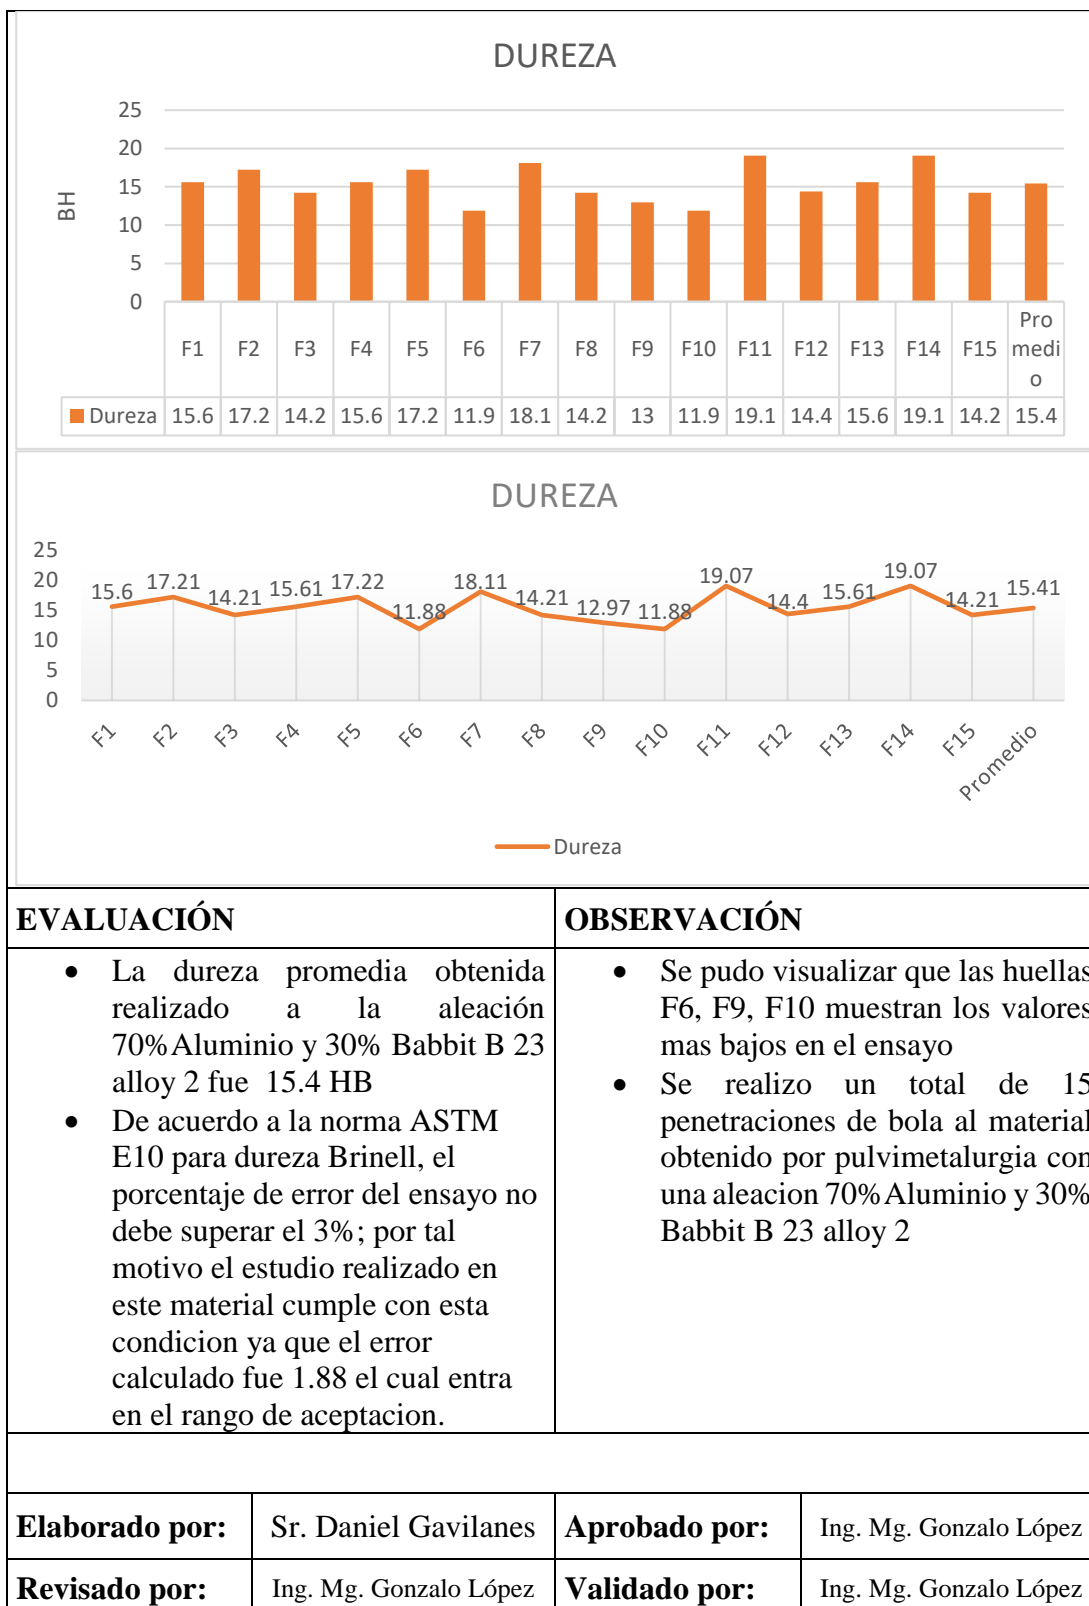 DUREZA
25
20
15
10
5
0
BH
F1 F2 F3 F4 F5 F6 F7 F8 F9 F10 F11 F12 F13 F14 F15 Pro
medi
o
Dureza 15.6 17.2 14.2 15.6 17.2 11.9 18.1 14.2 13 11.9 19.1 14.4 15.6 19.1 14.2 15.4
DUREZA
25
20
15
10
5
0
15.6 17.21 14.21 15.61 17.22 11.88 18.11 14.21 12.97 11.88 19.07 14.4 15.61 19.07 14.21 15.41
F1 F2 F3 F4 F5 F6 F7 F8 F9 F10 F11 F12 F13 F14 F15 Promedio
Dureza
EVALUACIÓN
• La dureza promedia obtenida
realizado a la aleación
70%Aluminio y 30% Babbit B 23
alloy 2 fue 15.4 HB
• De acuerdo a la norma ASTM
E10 para dureza Brinell, el
porcentaje de error del ensayo no
debe superar el 3%; por tal
motivo el estudio realizado en
este material cumple con esta
condicion ya que el error
calculado fue 1.88 el cual entra
en el rango de aceptacion.
OBSERVACIÓN
• Se pudo visualizar que las huellas
F6, F9, F10 muestran los valores
mas bajos en el ensayo
• Se realizo un total de 15
penetraciones de bola al material
obtenido por pulvimetalurgia con
una aleacion 70%Aluminio y 30%
Babbit B 23 alloy 2
Elaborado por: Sr. Daniel Gavilanes Aprobado por: Ing. Mg. Gonzalo López
Revisado por: Ing. Mg. Gonzalo López Validado por: Ing. Mg. Gonzalo López